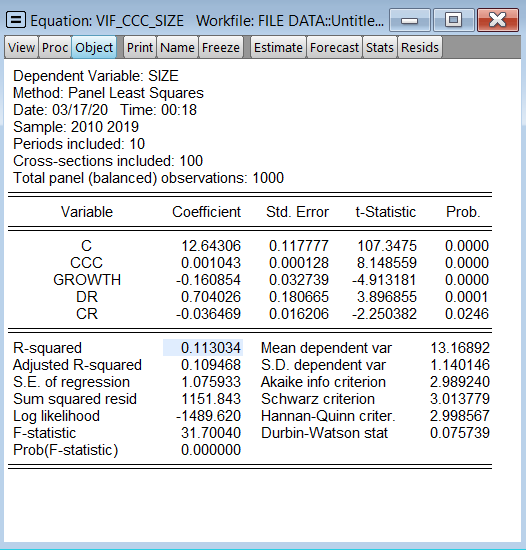 Equation: VIF_CCC_SIZE Workfile: FILE DATA::Untitle...
View Proc Object Print Name Freeze Estimate Forecast Stats Resids
Dependent Variable: SIZE
Method: Panel Least Squares
Date: 03/17/20 Time: 00:18
Sample: 2010 2019
Periods included: 10
Cross-sections included: 100
Total panel (balanced) observations: 1000
Variable Coefficient Std. Error t-Statistic Prob.
C 12.64306 0.117777 107.3475 0.0000
CCC 0.001043 0.000128 8.148559 0.0000
GROWTH -0.160854 0.032739 -4.913181 0.0000
DR 0.704026 0.180665 3.896855 0.0001
CR -0.036469 0.016206 -2.250382 0.0246
R-squared 0.113034 Mean dependent var 13.16892
Adjusted R-squared 0.109468 S.D. dependent var 1.140146
S.E. of regression 1.075933 Akaike info criterion 2.989240
Sum squared resid 1151.843 Schwarz criterion 3.013779
Log likelihood -1489.620 Hannan-Quinn criter. 2.998567
F-statistic 31.70040 Durbin-Watson stat 0.075739
Prob(F-statistic) 0.000000